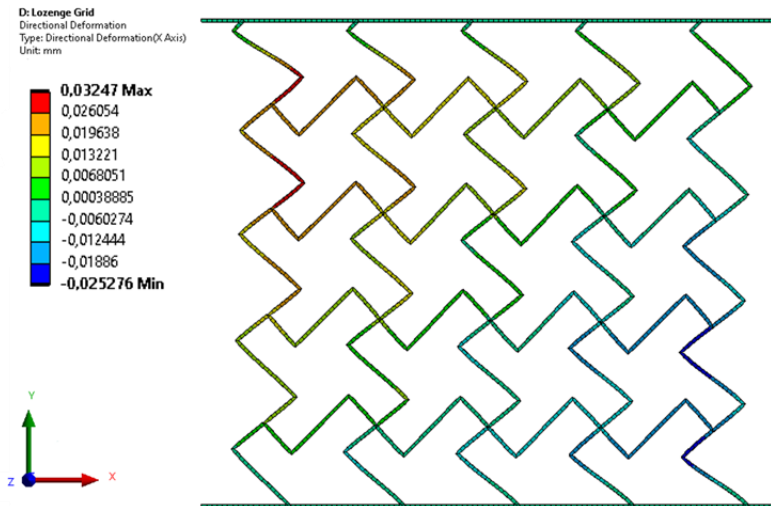 D: Lozenge Grid
Directional Deformation
Type: Directional Deformation(X Axis)
Unit: mm
0,03247 Max
0,026054
0,019638
0,013221
0,0068051
0,00038885
-0,0060274
-0,012444
-0,01886
-0,025276 Min
Y
Z
X